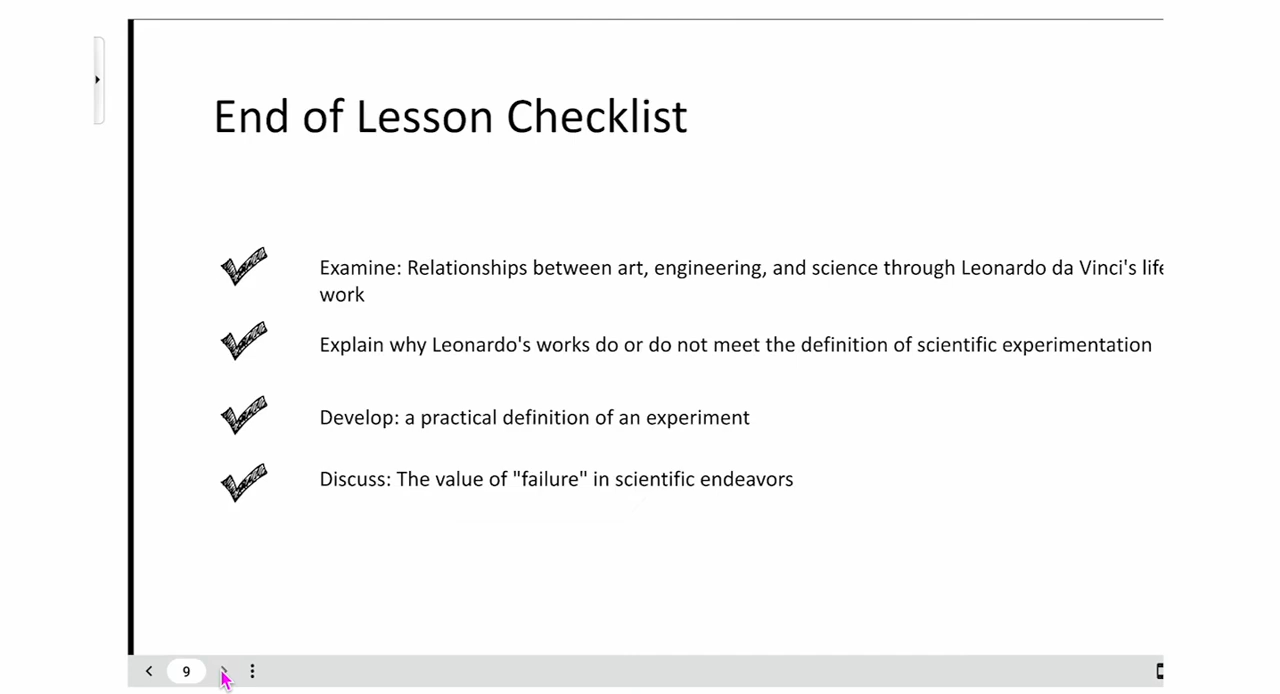 End of Lesson Checklist
Examine: Relationships between art, engineering, and science through Leonardo da Vinci's life
work
Explain why Leonardo's works do or do not meet the definition of scientific experimentation
Develop: a practical definition of an experiment
Discuss: The value of "failure" in scientific endeavors
9